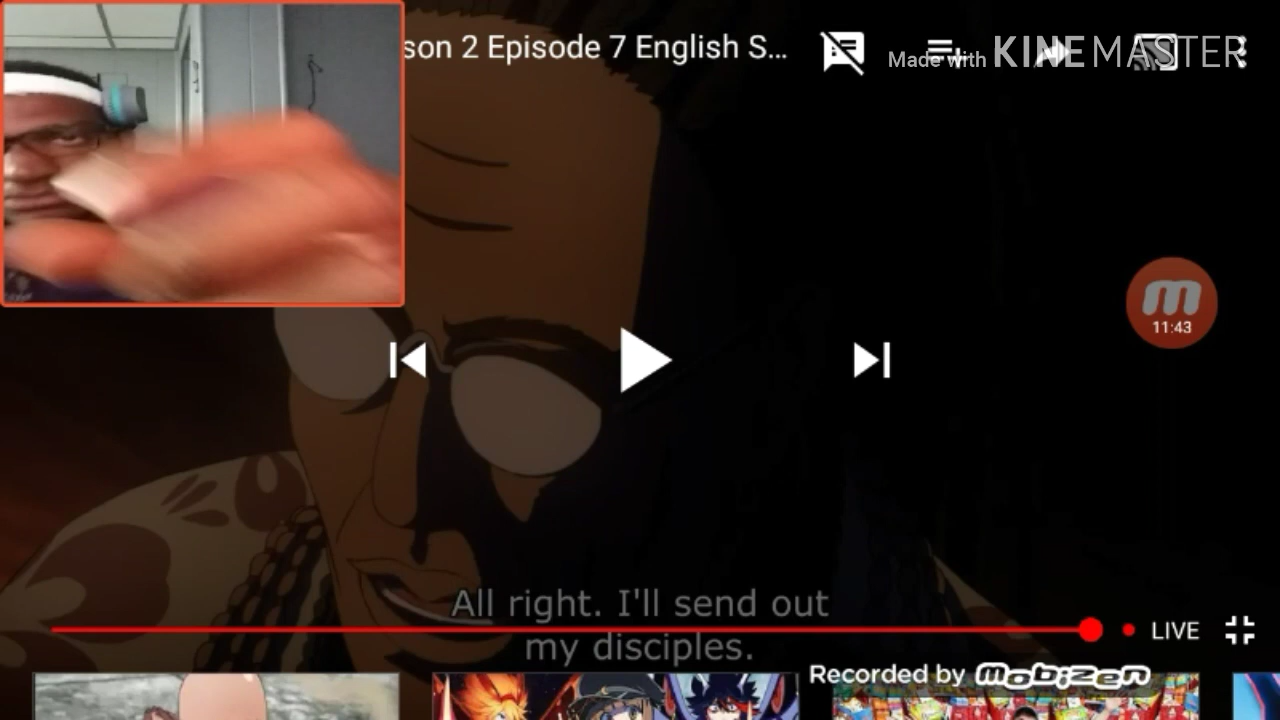 son 2 Episode 7 English S...
Made with KINEMASTER
11:43
All right. I'll send out
my disciples.
LIVE
Recorded by mobizen